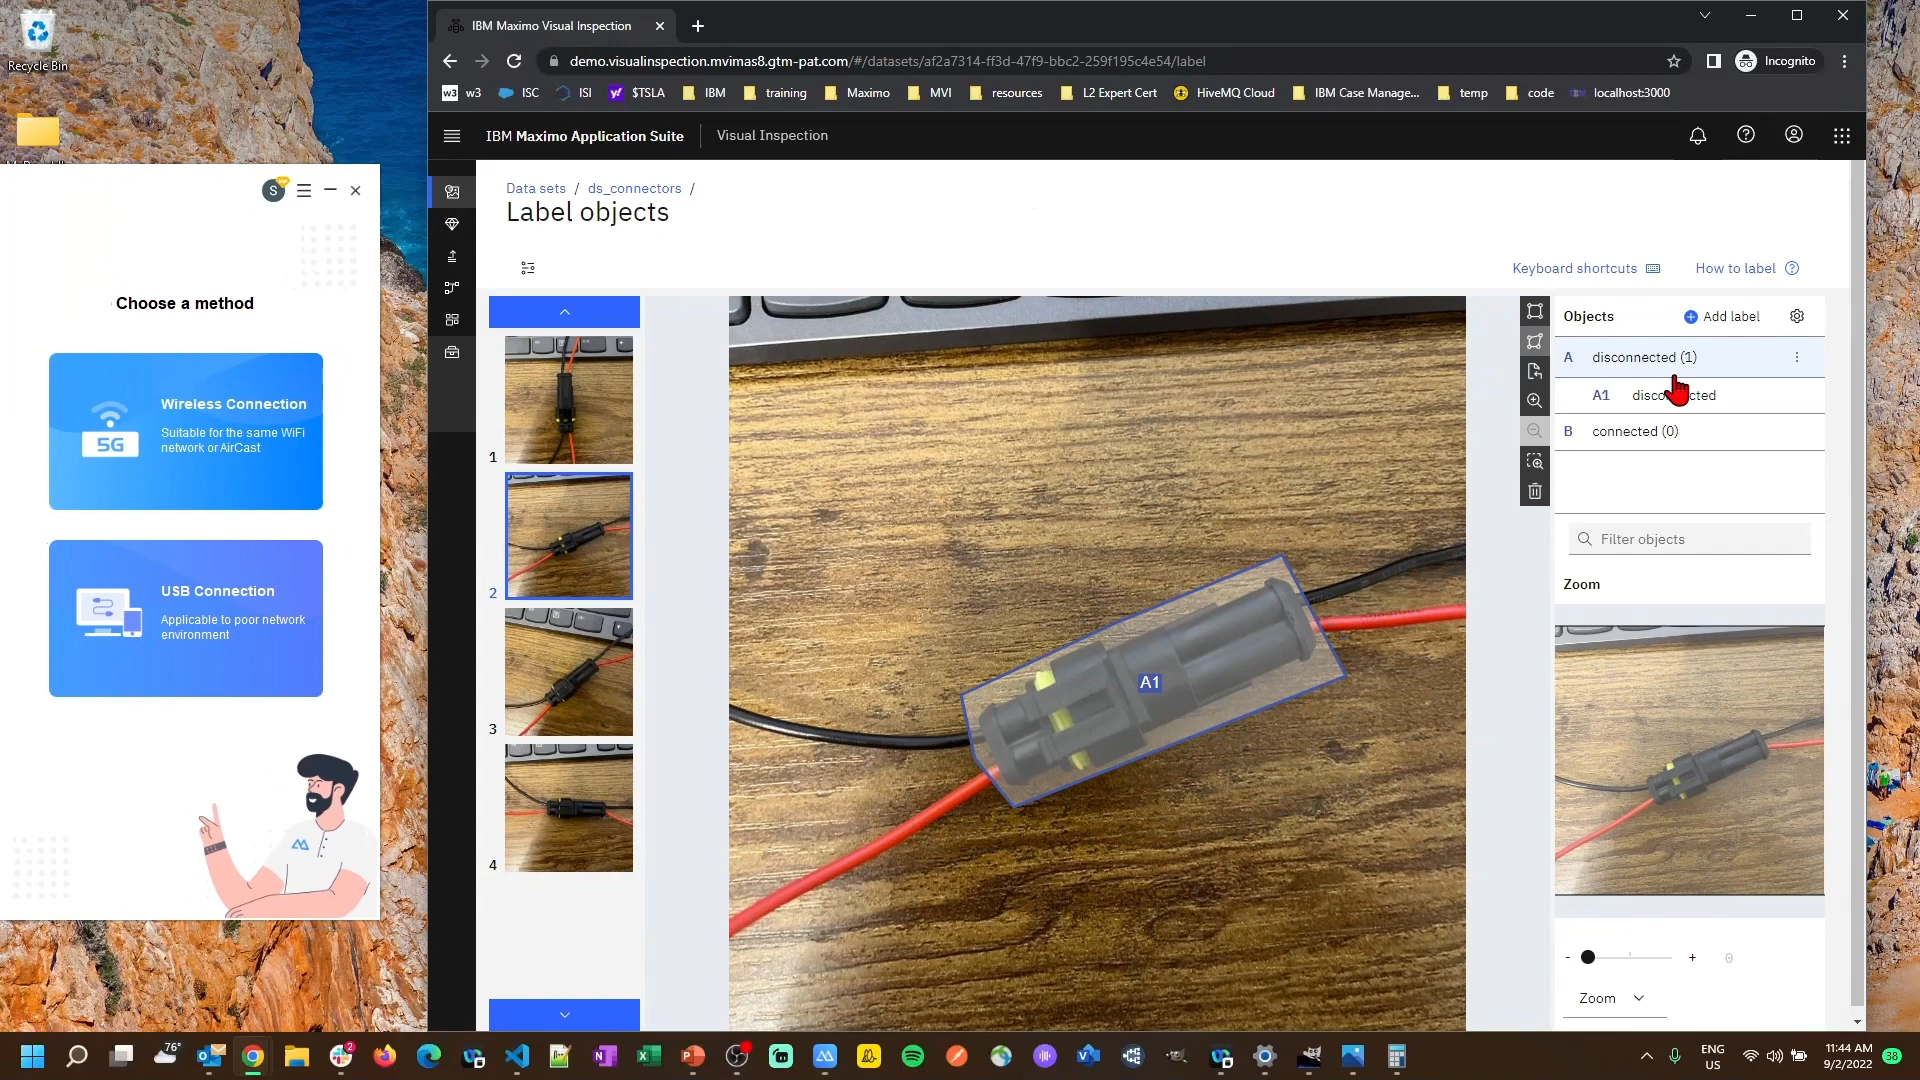 Recycle Bin
S
Choose a method
Wireless Connection
Suitable for the same WiFi
network or AirCast
5G
USB Connection
Applicable to poor network
environment
IBM Maximo Visual Inspection
demo.visualinspection.mvimas8.gtm-pat.com/#/datasets/af2a7314-ff3d-47f9-bbc2-259f195c4e54/label
Incognito
w3 w3 ISC ISI $TSLA IBM training Maximo MVI resources L2 Expert Cert HiveMQ Cloud IBM Case Manage... temp code localhost:3000
IBM Maximo Application Suite Visual Inspection
Data sets / ds_connectors /
Label objects
Keyboard shortcuts How to label
1
2
3
4
A1
Objects Add label
A disconnected (1)
A1 disconnected
B connected (0)
Filter objects
Zoom
- + 0
Zoom
76°
2
ENG
US
11:44 AM
9/2/2022
38